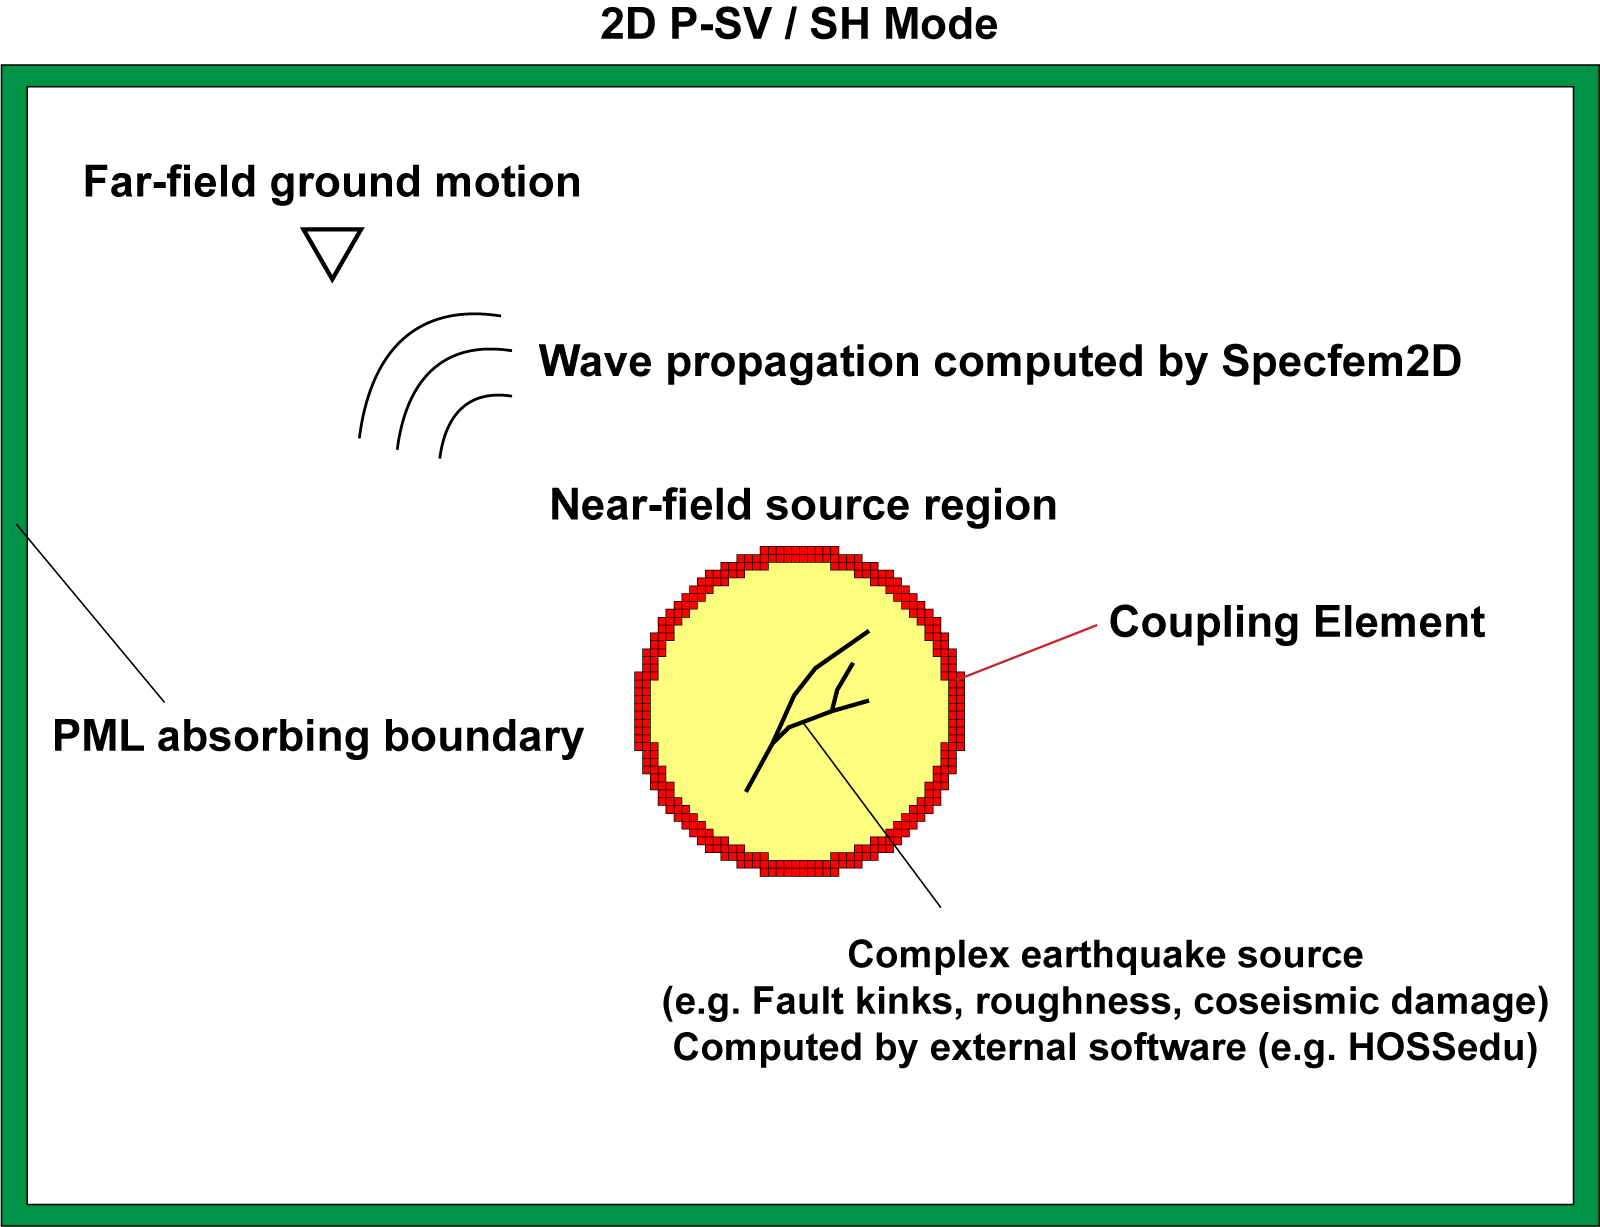 2D P-SV / SH Mode
Far-field ground motion
Wave propagation computed by Specfem2D
Near-field source region
Coupling Element
PML absorbing boundary
Complex earthquake source
(e.g. Fault kinks, roughness, coseismic damage)
Computed by external software (e.g. HOSSedu)